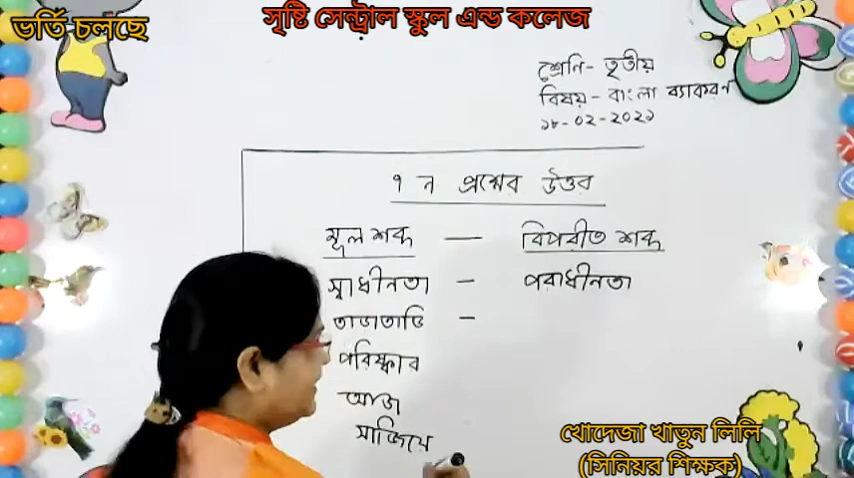 ভর্তি চলছে
সৃষ্টি সেন্ট্রাল স্কুল এন্ড কলেজ
শ্রেনি- তৃতীয়
বিষয় - বাংলা ব্যাকরণ
১৮-০২-২০২১
৭ ন প্রশ্নের উত্তর
মূল শব্দ — বিপরীত শব্দ
স্বাধীনতা - পরাধীনতা
তাড়াতাড়ি -
পরিষ্কার
আজ
সাজিয়ে
খোদেজা খাতুন লিলি
(সিনিয়র শিক্ষক)